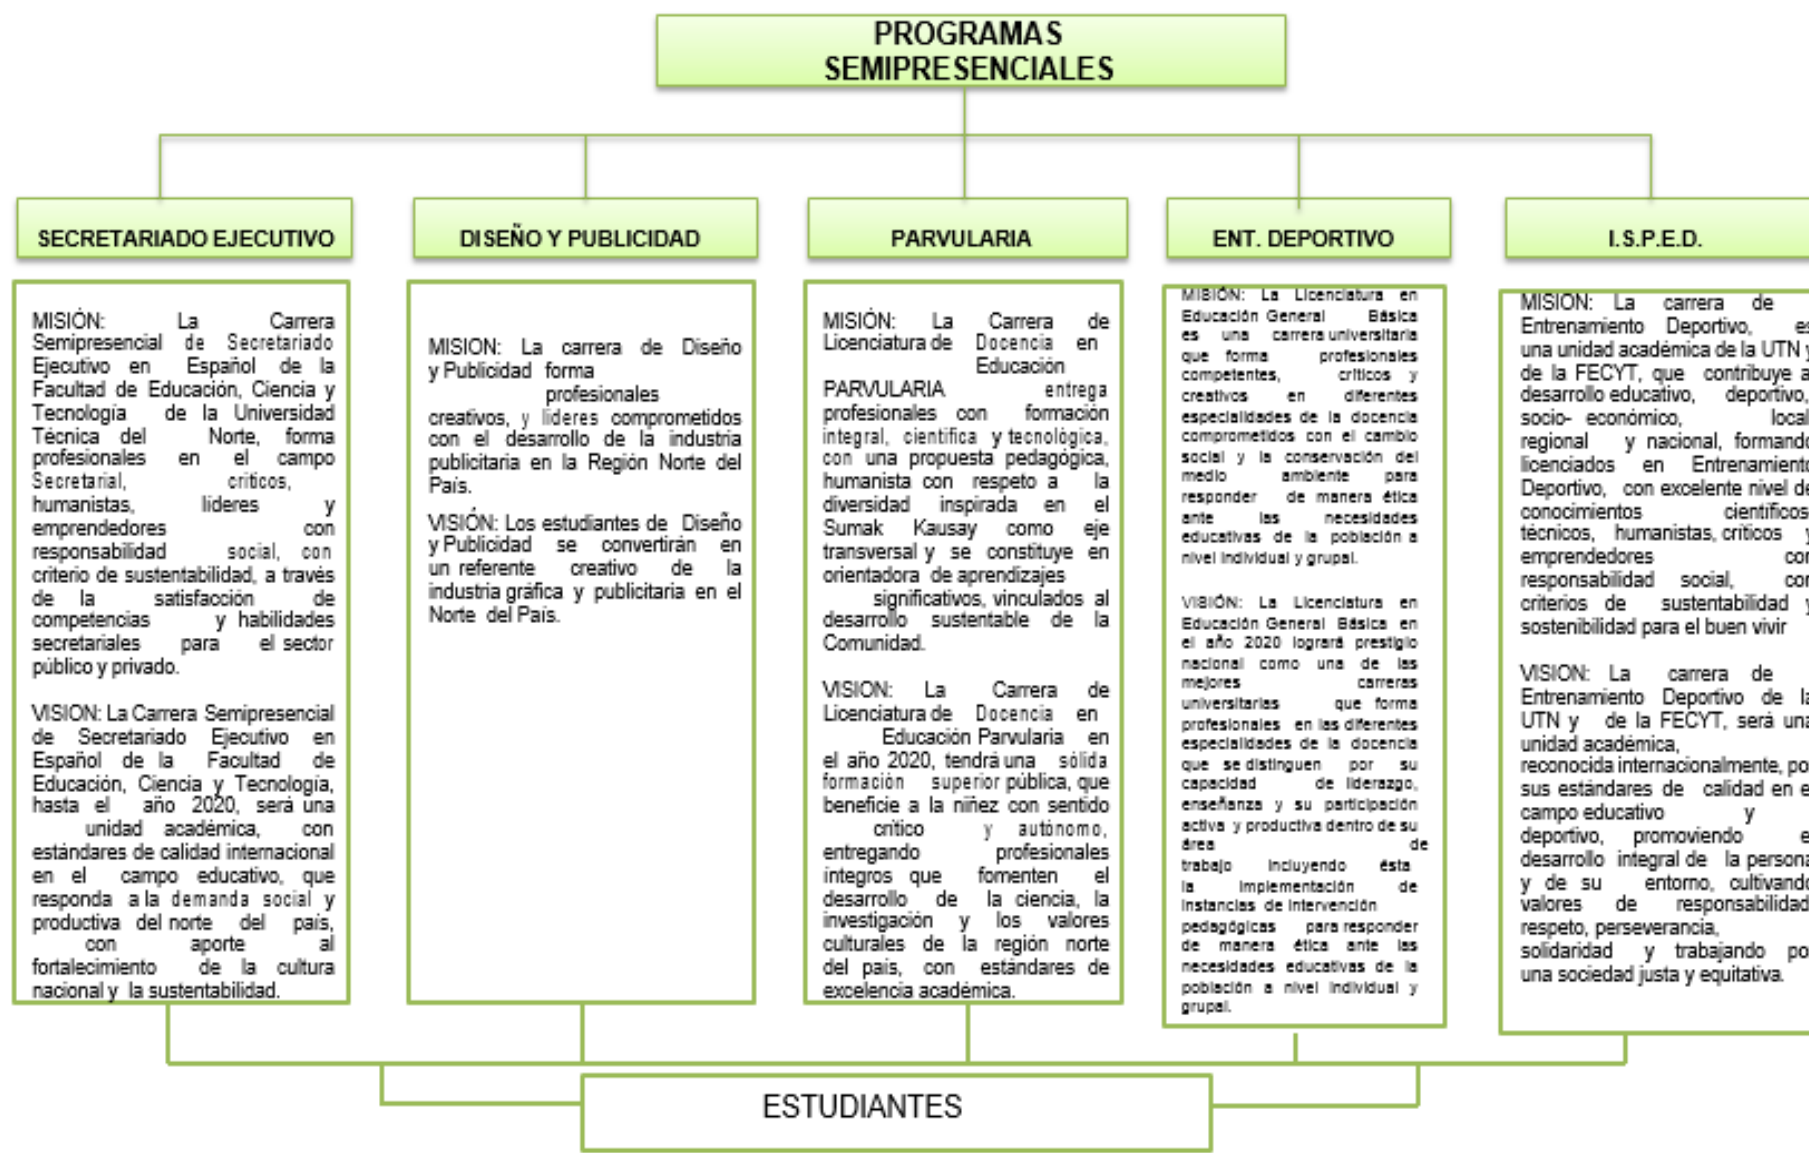 PROGRAMAS
SEMIPRESENCIALES
SECRETARIADO EJECUTIVO
MISIÓN: La Carrera
Semipresencial de Secretariado
Ejecutivo en Español de la
Facultad de Educación, Ciencia y
Tecnología de la Universidad
Técnica del Norte, forma
profesionales en el campo
Secretarial, críticos,
humanistas, líderes y
emprendedores con
responsabilidad social, con
criterio de sustentabilidad, a través
de la satisfacción de
competencias y habilidades
secretariales para el sector
público y privado.
VISION: La Carrera Semipresencial
de Secretariado Ejecutivo en
Español de la Facultad de
Educación, Ciencia y Tecnología,
hasta el año 2020, será una
unidad académica, con
estándares de calidad internacional
en el campo educativo, que
responda a la demanda social y
productiva del norte del país,
con aporte al
fortalecimiento de la cultura
nacional y la sustentabilidad.
DISEÑO Y PUBLICIDAD
MISION: La carrera de Diseño
y Publicidad forma
profesionales
creativos, y líderes comprometidos
con el desarrollo de la industria
publicitaria en la Región Norte del
País.
VISIÓN: Los estudiantes de Diseño
y Publicidad se convertirán en
un referente creativo de la
industria gráfica y publicitaria en el
Norte del País.
PARVULARIA
MISIÓN: La Carrera de
Licenciatura de Docencia en
Educación
PARVULARIA entrega
profesionales con formación
integral, científica y tecnológica,
con una propuesta pedagógica,
humanista con respeto a la
diversidad inspirada en el
Sumak Kausay como eje
transversal y se constituye en
orientadora de aprendizajes
significativos, vinculados al
desarrollo sustentable de la
Comunidad.
VISION: La Carrera de
Licenciatura de Docencia en
Educación Parvularia en
el año 2020, tendrá una sólida
formación superior pública, que
beneficie a la niñez con sentido
crítico y autónomo,
entregando profesionales
íntegros que fomenten el
desarrollo de la ciencia, la
investigación y los valores
culturales de la región norte
del país, con estándares de
excelencia académica.
ENT. DEPORTIVO
MISIÓN: La Licenciatura en
Educación General Básica
es una carrera universitaria
que forma profesionales
competentes, críticos y
creativos en diferentes
especialidades de la docencia
comprometidos con el cambio
social y la conservación del
medio ambiente para
responder de manera ética
ante las necesidades
educativas de la población a
nivel individual y grupal.
VISIÓN: La Licenciatura en
Educación General Básica en
el año 2020 logrará prestigio
nacional como una de las
mejores carreras
universitarias que forma
profesionales en las diferentes
especialidades de la docencia
que se distinguen por su
capacidad de liderazgo,
enseñanza y su participación
activa y productiva dentro de su
área de
trabajo incluyendo ésta
la implementación de
instancias de intervención
pedagógicas para responder
de manera ética ante las
necesidades educativas de la
población a nivel individual y
grupal.
I.S.P.E.D.
MISIÓN: La carrera de
Entrenamiento Deportivo, es
una unidad académica de la UTN y
de la FECYT, que contribuye a
desarrollo educativo, deportivo,
socio- económico, local
regional y nacional, formando
licenciados en Entrenamiento
Deportivo, con excelente nivel de
conocimientos científicos
técnicos, humanistas, críticos y
emprendedores con
responsabilidad social, con
criterios de sustentabilidad y
sostenibilidad para el buen vivir
VISION: La carrera de
Entrenamiento Deportivo de la
UTN y de la FECYT, será una
unidad académica,
reconocida internacionalmente, po
sus estándares de calidad en e
campo educativo y
deportivo, promoviendo e
desarrollo integral de la persona
y de su entorno, cultivando
valores de responsabilidad
respeto, perseverancia,
solidaridad y trabajando po
una sociedad justa y equitativa.
ESTUDIANTES